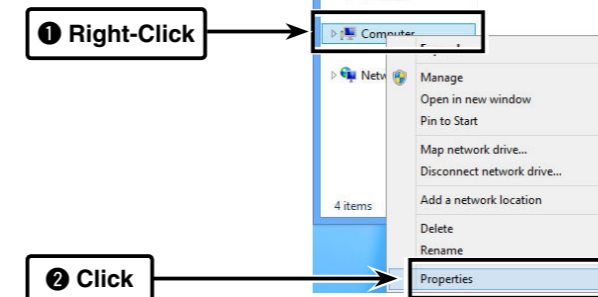 ❶ Right-Click
Computer
Netw
Manage
Open in new window
Pin to Start
Map network drive...
Disconnect network drive...
4 items
Add a network location
Delete
Rename
❷ Click
Properties